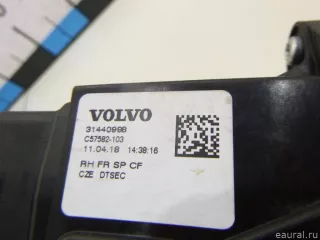 VOLVO
31440998
C57582-103
11.04.18 14:38:16
RH FR SP CF
CZE DTSEC
© eaural.ru